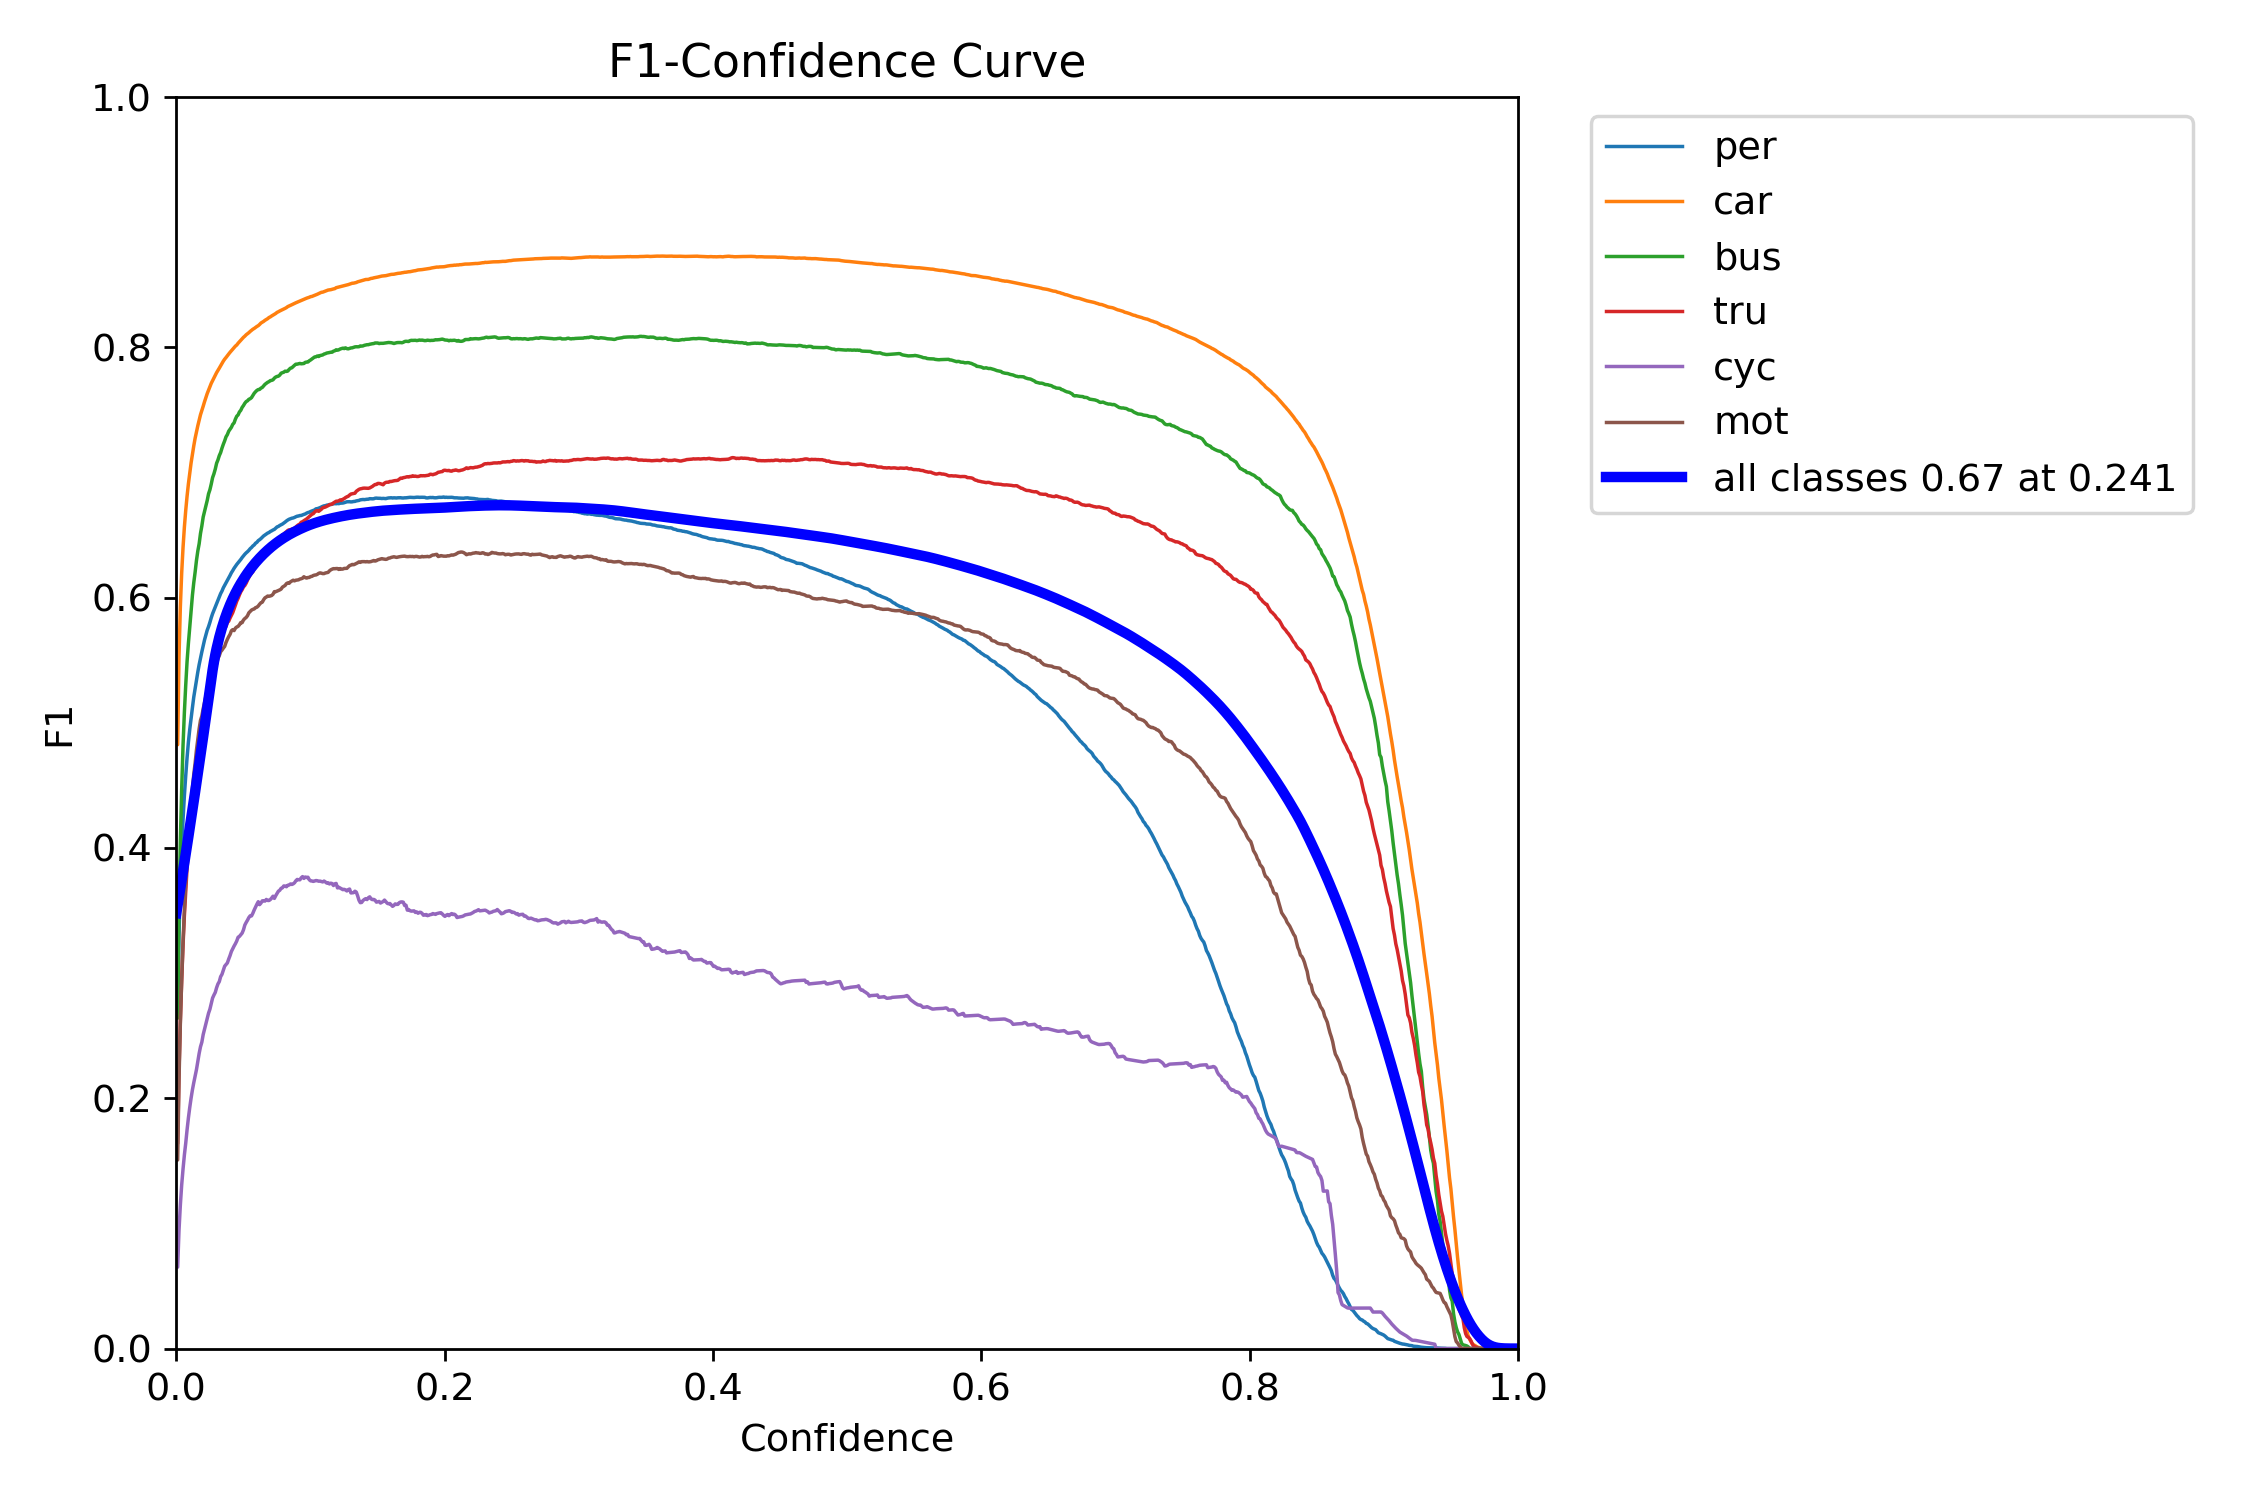 F1-Confidence Curve
1.0
0.8
0.6
0.4
0.2
0.0
F1
0.0 0.2 0.4 0.6 0.8 1.0
Confidence
per
car
bus
tru
cyc
mot
all classes 0.67 at 0.241